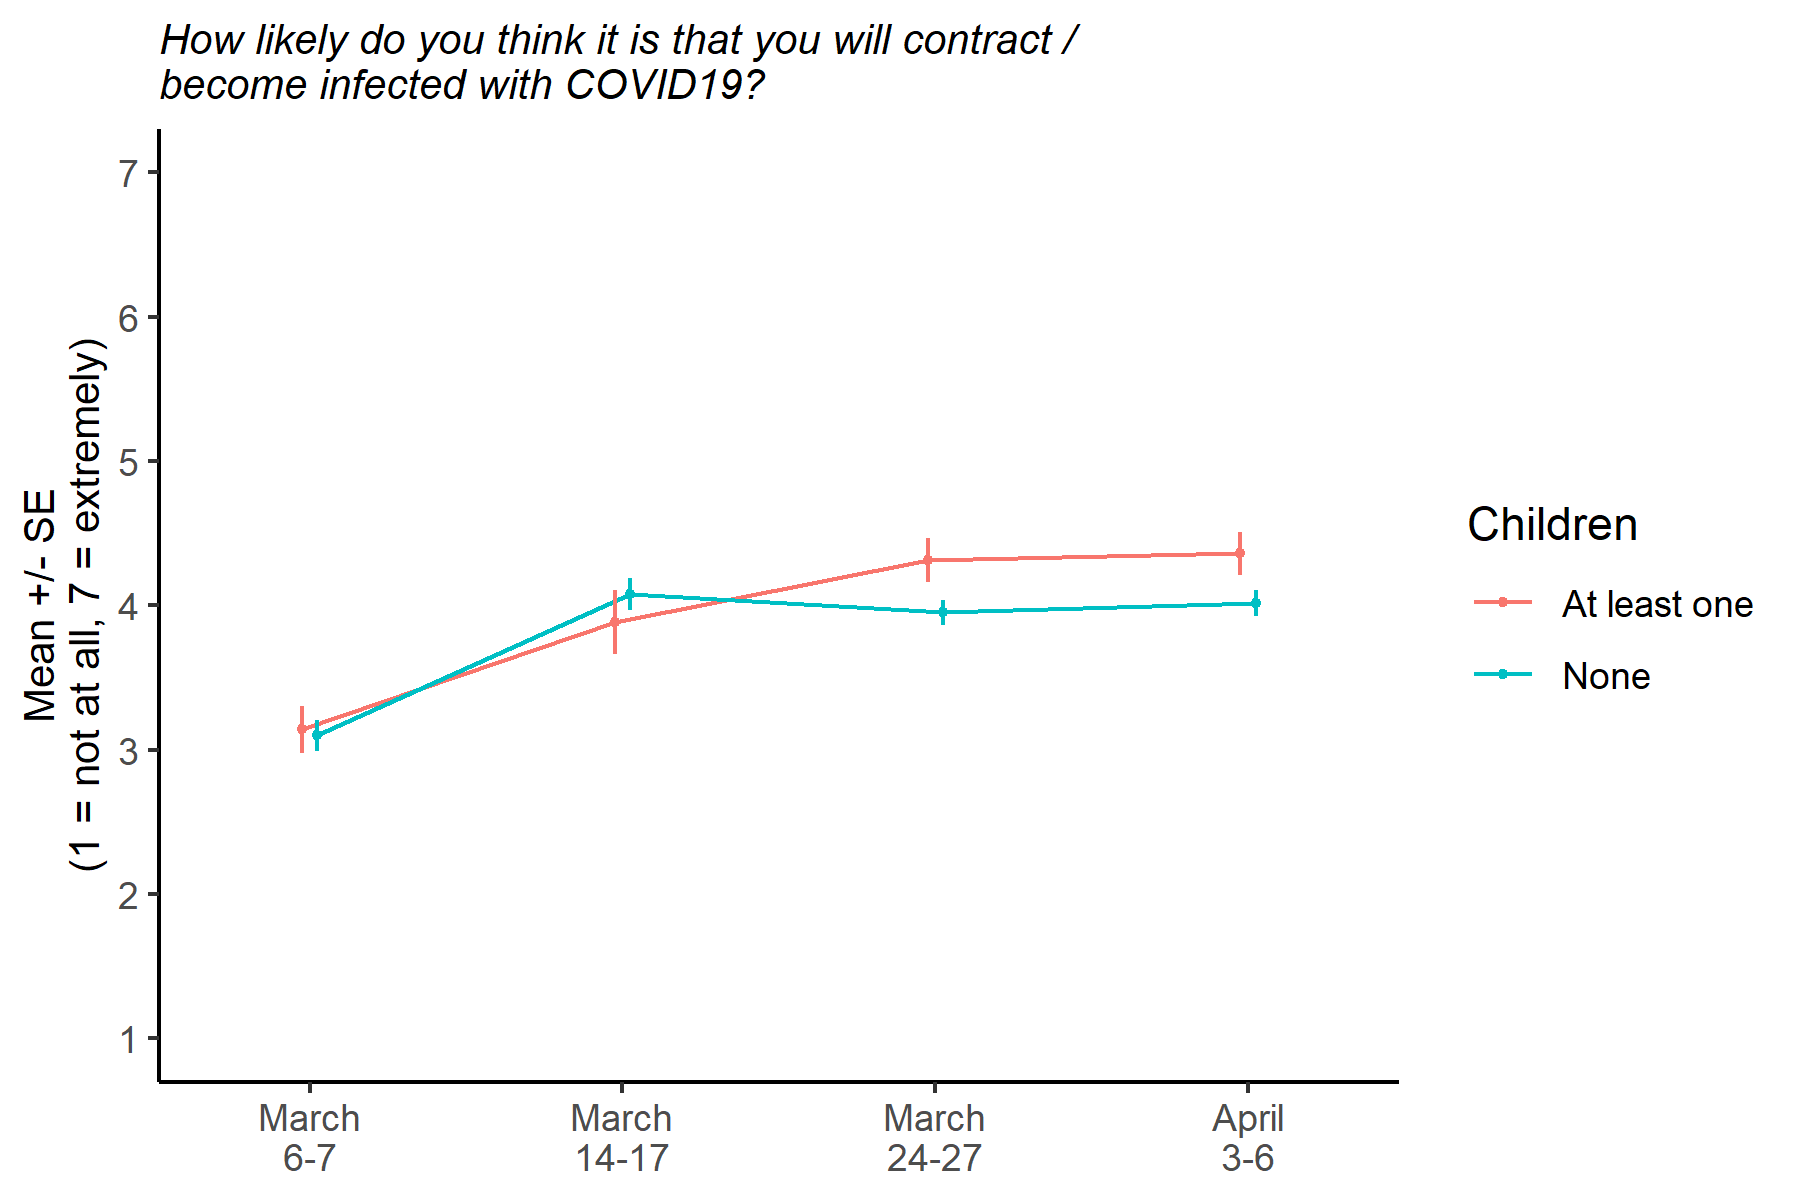 How likely do you think it is that you will contract /
become infected with COVID19?
Mean +/- SE
(1 = not at all, 7 = extremely)
7
6
5
4
3
2
1
March
6-7
March
14-17
March
24-27
April
3-6
Children
At least one
None